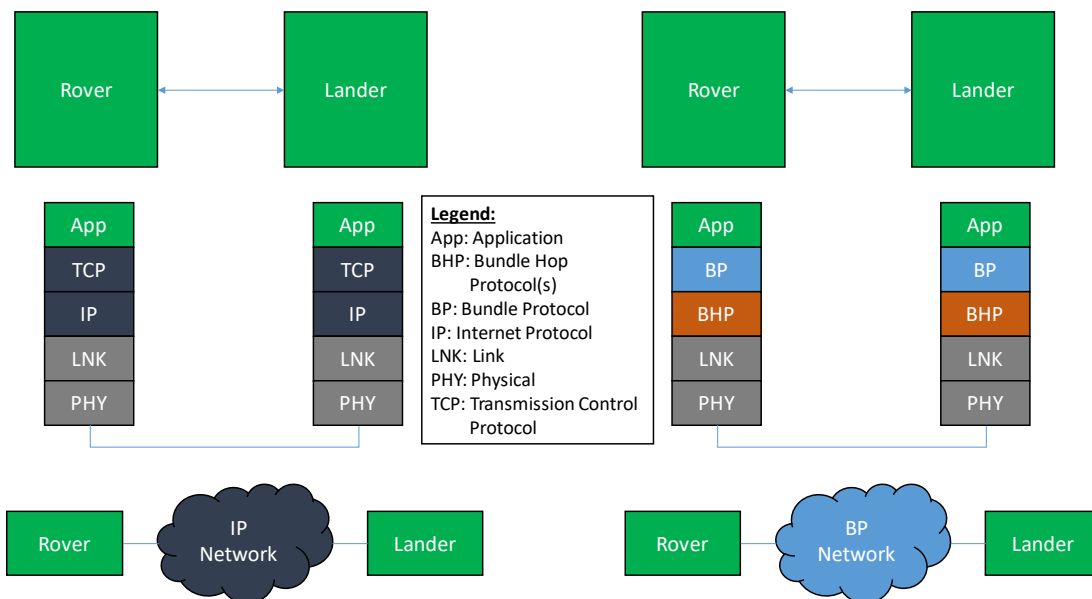 Rover
Lander
Rover
Lander
App
TCP
IP
LNK
PHY
App
TCP
IP
LNK
PHY
Legend:
App: Application
BHP: Bundle Hop
Protocol(s)
BP: Bundle Protocol
IP: Internet Protocol
LNK: Link
PHY: Physical
TCP: Transmission Control
Protocol
App
BP
BHP
LNK
PHY
App
BP
BHP
LNK
PHY
Rover
IP
Network
Lander
Rover
BP
Network
Lander